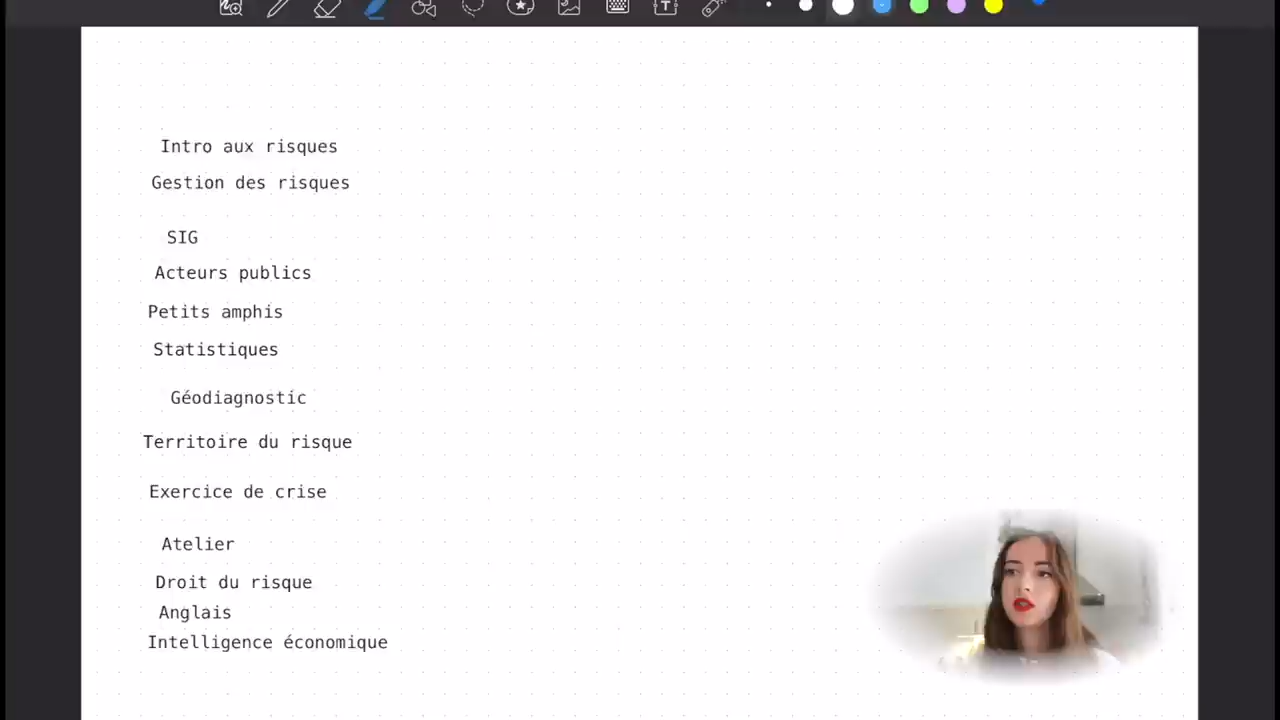 Intro aux risques
Gestion des risques
SIG
Acteurs publics
Petits amphis
Statistiques
Géodiagnostic
Territoire du risque
Exercice de crise
Atelier
Droit du risque
Anglais
Intelligence économique